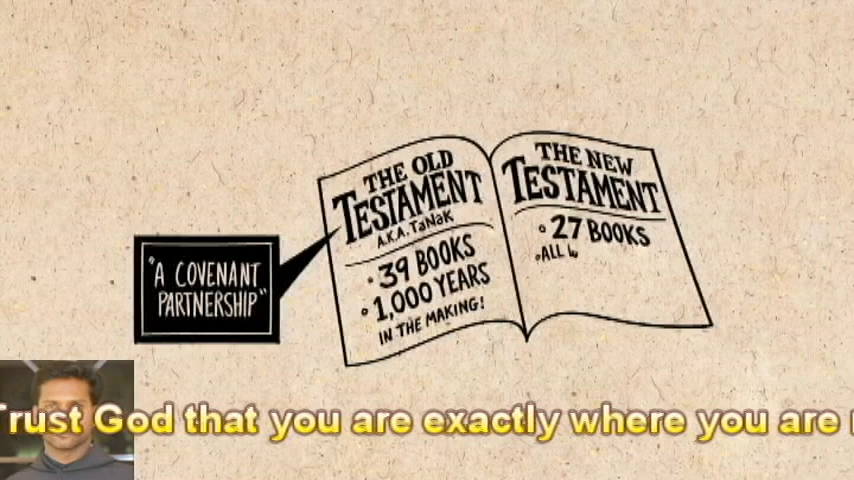 THE OLD
TESTAMENT
A.K.A. TaNaK
• 39 BOOKS
• 1,000 YEARS
IN THE MAKING!
THE NEW
TESTAMENT
• 27 BOOKS
• ALL
"A COVENANT
PARTNERSHIP"
Trust God that you are exactly where you are